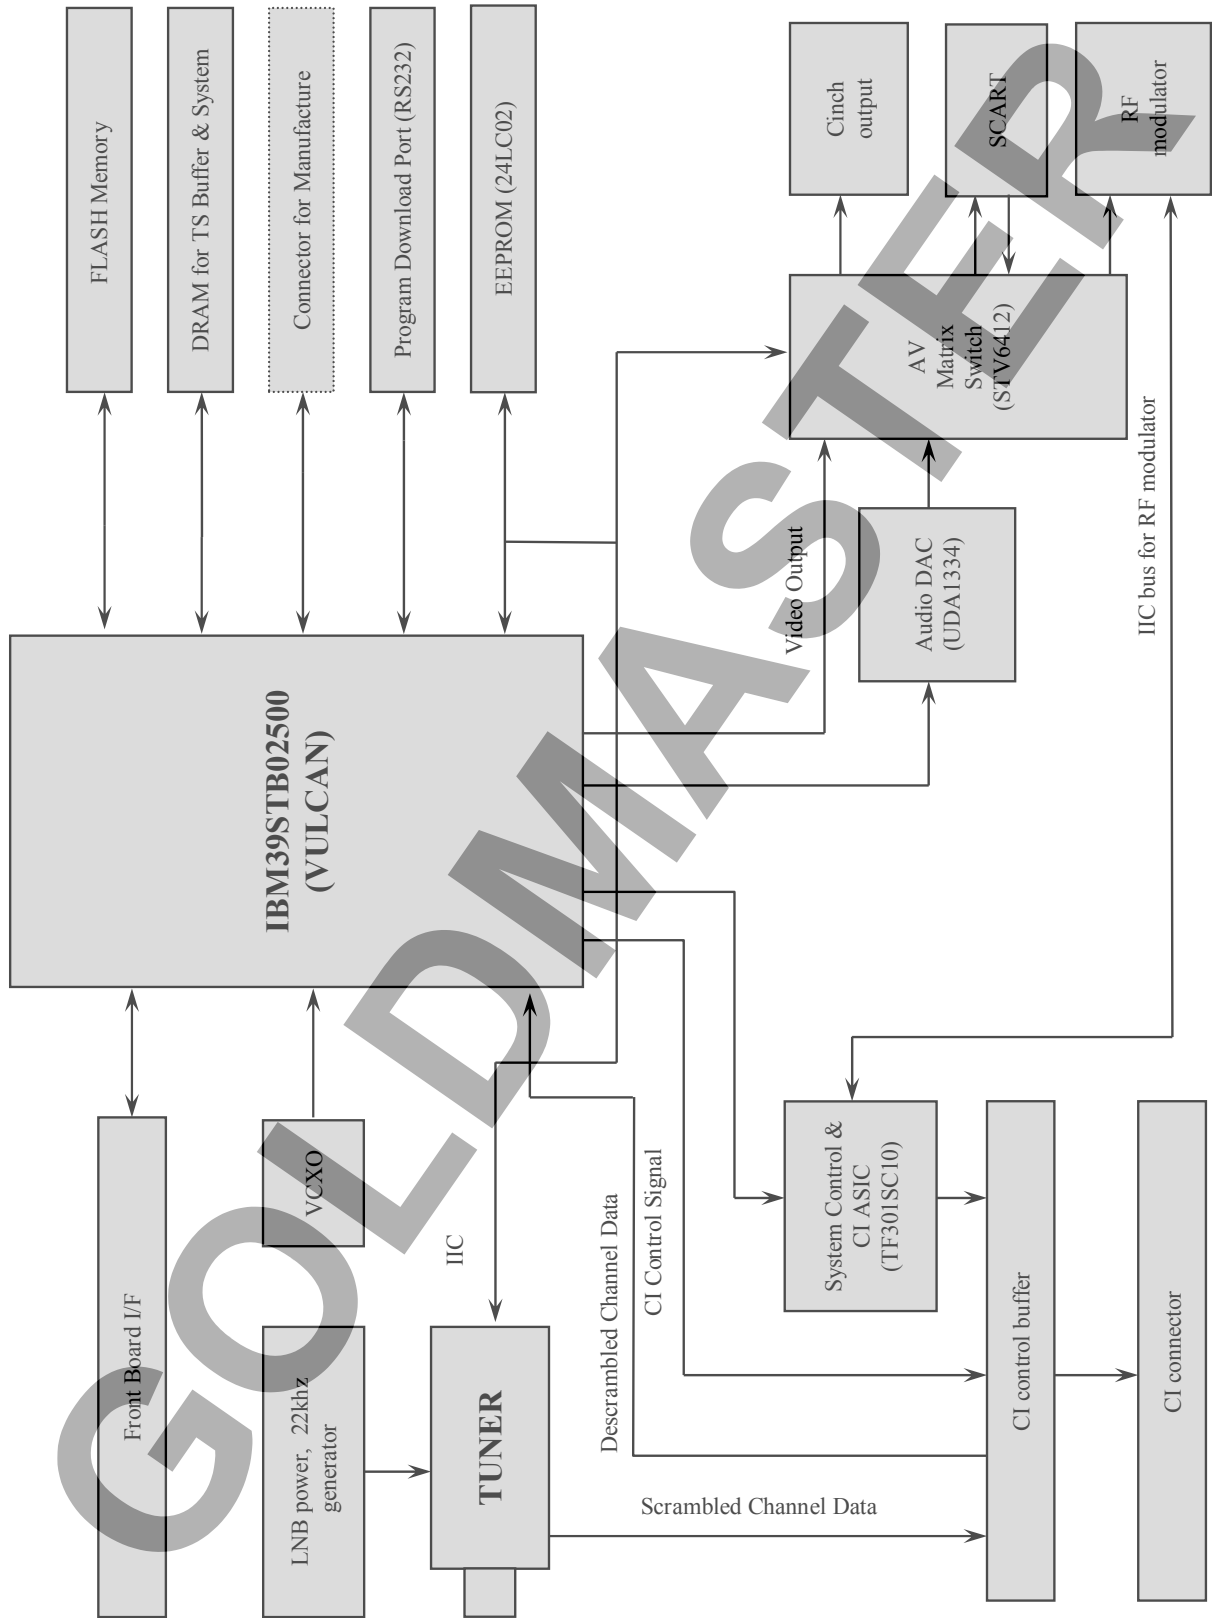 FLASH Memory
DRAM for TS Buffer & System
Connector for Manufacture
Program Download Port (RS232)
EEPROM (24LC02)
Cinch
output
SCART
RF
modulator
AV
Matrix
Switch
(STV6412)
IBM39STB02500
(VULCAN)
Video Output
Audio DAC
(UDA1334)
IIC bus for RF modulator
Front Board I/F
VCXO
LNB power, 22khz
generator
IIC
TUNER
Descrambled Channel Data
CI Control Signal
Scrambled Channel Data
System Control &
CI ASIC
(TF301SC10)
CI control buffer
CI connector
GOLDMASTER